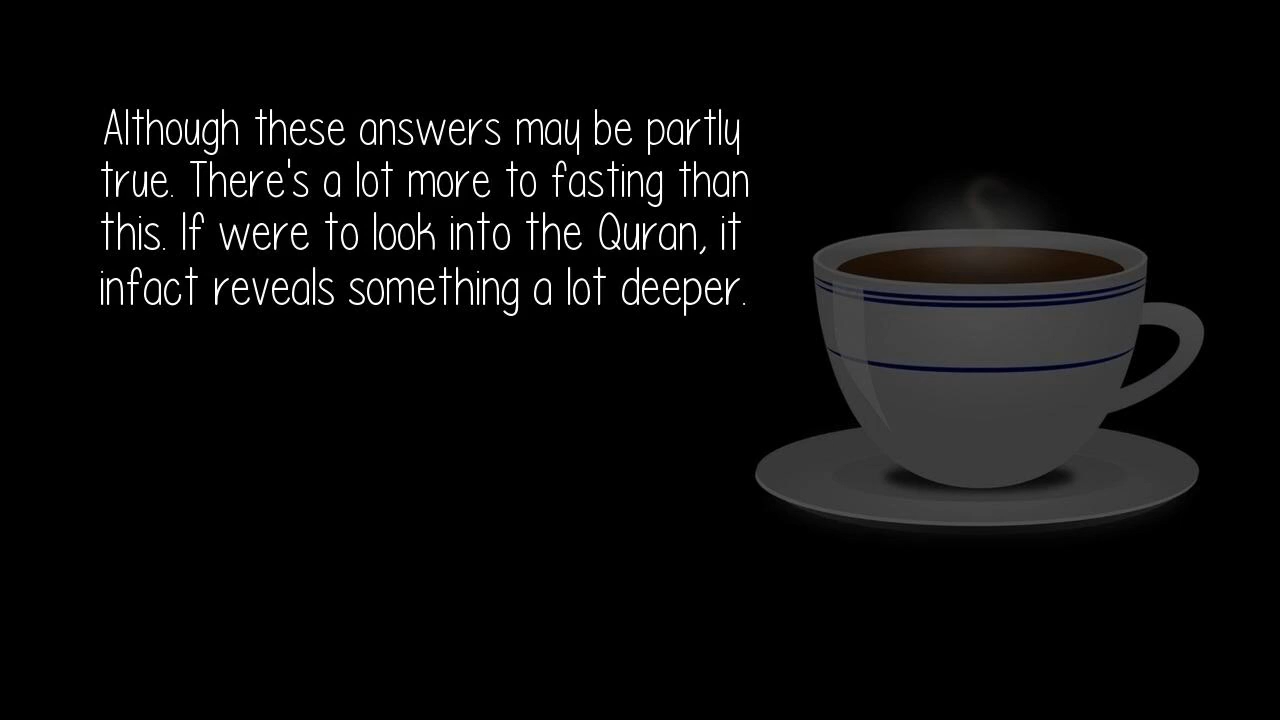 Although these answers may be partly
true. There's a lot more to fasting than
this. If were to look into the Quran, it
infact reveals something a lot deeper.